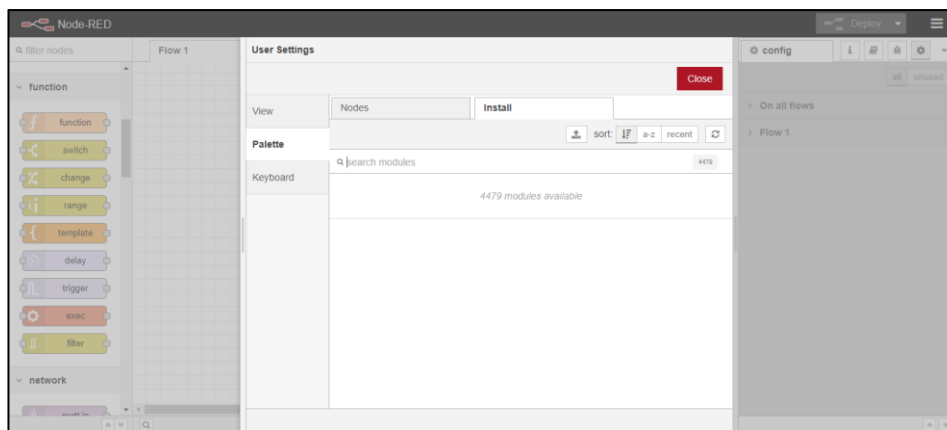 Node-RED
Deploy
filter nodes
Flow 1
User Settings
config
i
Close
all unused
function
View
Nodes
Install
On all flows
function
sort: a-z recent
Flow 1
switch
Palette
search modules
4479
change
Keyboard
4479 modules available
range
template
delay
trigger
exec
filter
network
mqtt in